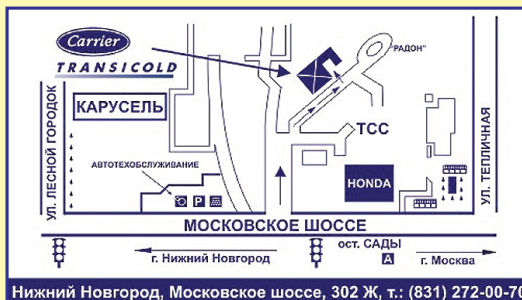 Carrier
TRANSICOLD
"РАДОН"
КАРУСЕЛЬ
ТСС
УЛ. ЛЕСНОЙ ГОРОДОК
УЛ. ТЕПЛИЧНАЯ
АВТОТЕХОБСЛУЖИВАНИЕ
P
HONDA
МОСКОВСКОЕ ШОССЕ
г. Нижний Новгород
ост. САДЫ
А
г. Москва
Нижний Новгород, Московское шоссе, 302 Ж, т.: (831) 272-00-70